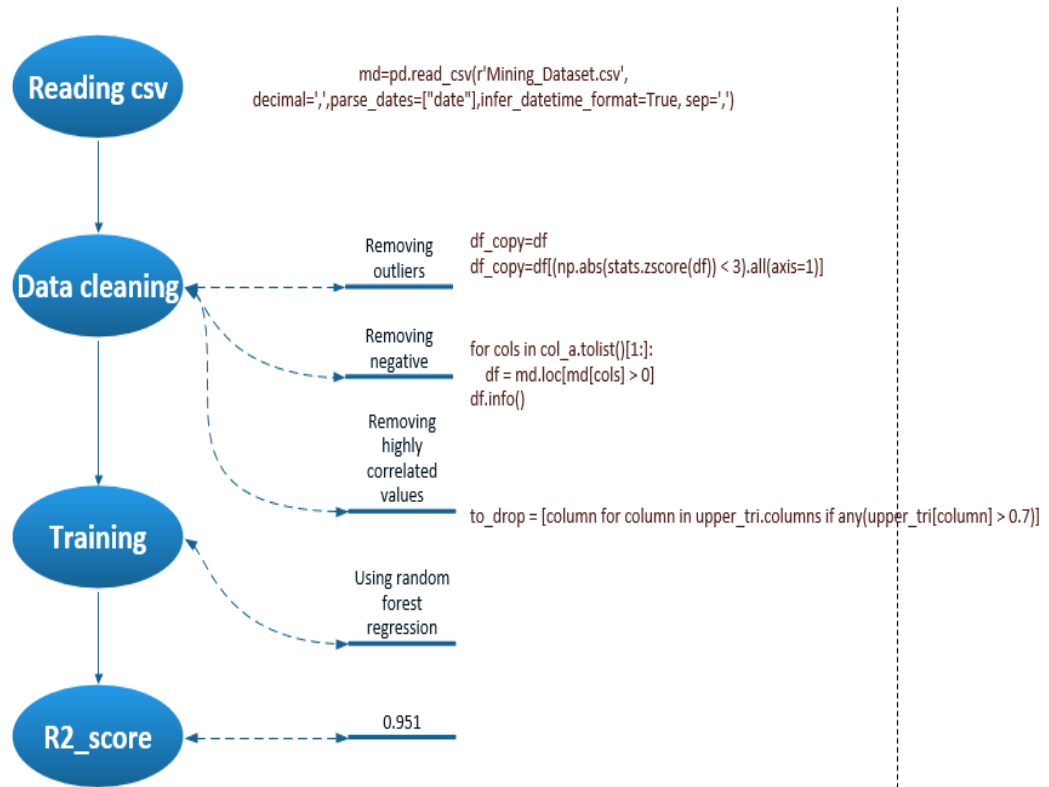 Reading csv
md=pd.read_csv(r'Mining_Dataset.csv',
decimal=',',parse_dates=["date"],infer_datetime_format=True, sep=',')
Data cleaning
Removing
outliers
df_copy=df
df_copy=df[(np.abs(stats.zscore(df)) < 3).all(axis=1)]
Removing
negative
for cols in col_a.tolist()[1:]:
df = md.loc[md[cols] > 0]
df.info()
Removing
highly
correlated
values
to_drop = [column for column in upper_tri.columns if any(upper_tri[column] > 0.7)]
Training
Using random
forest
regression
R2_score
0.951